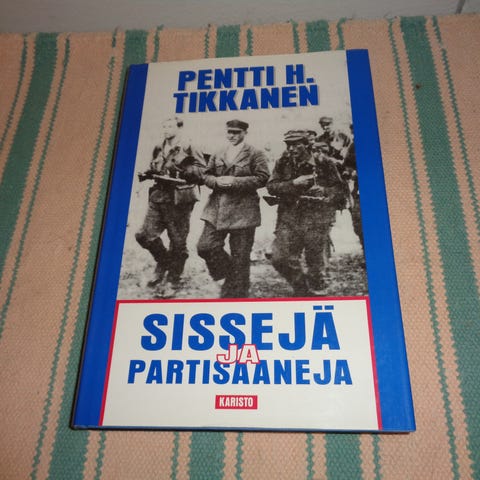 PENTTI H.
TIKKANEN
SISSEJÄ
JA
PARTISAANEJA
KARISTO